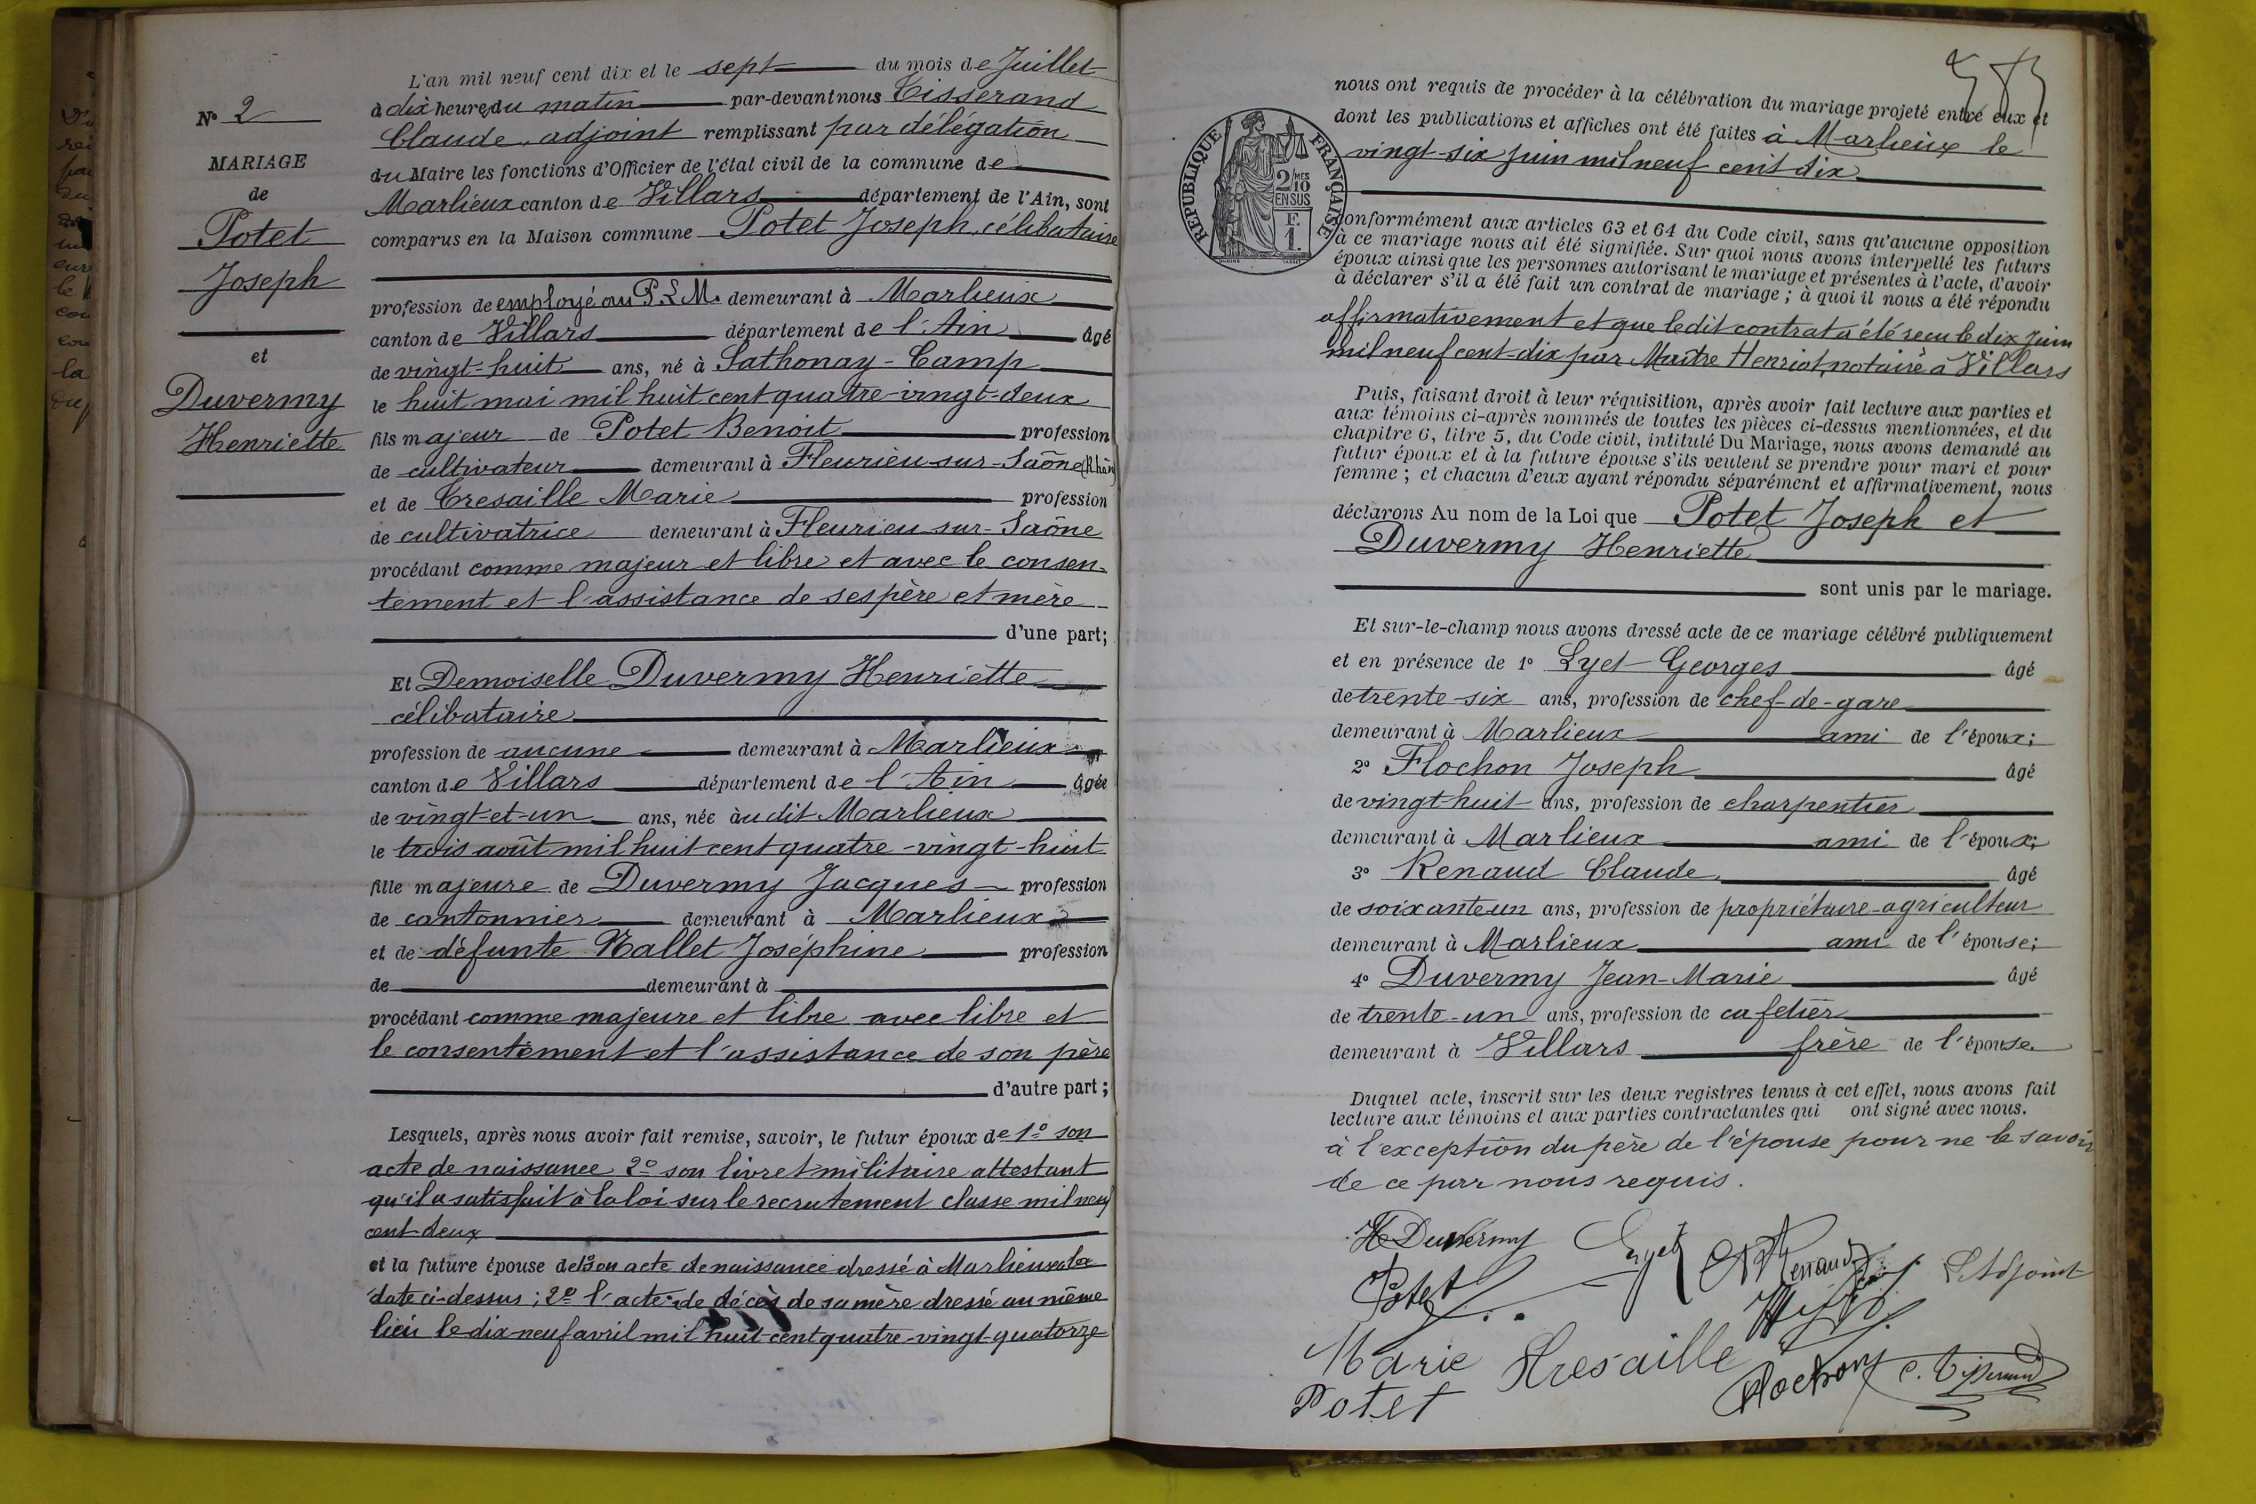 N° 2
MARIAGE
de
Potet
Joseph
et
Duvermy
Henriette
L'an mil neuf cent dix et le sept du mois de Juillet
à dix heures du matin par-devant nous Tisserand
Claude, adjoint remplissant par délégation
du Maire les fonctions d'Officier de l'état civil de la commune de
Marlieux canton de Villars département de l'Ain, sont
comparus en la Maison commune Potet Joseph, célibataire
profession de employé au P.L.M. demeurant à Marlieux
canton de Villars département de l'Ain âgé
de vingt-huit ans, né à Sathonay-Camp
le huit mai mil huit cent quatre-vingt-deux
fils majeur de Potet Benoit profession
de cultivateur demeurant à Fleurieu-sur-Saône (Rhône)
et de Tresaille Marie profession
de cultivatrice demeurant à Fleurieu-sur-Saône
procédant comme majeur et libre et avec le consen-
tement et l'assistance de ses père et mère
d'une part;
Et Demoiselle Duvermy Henriette
célibataire
profession de aucune demeurant à Marlieux
canton de Villars département de l'Ain âgée
de vingt-et-un ans, née àu dit Marlieux
le trois août mil huit cent quatre-vingt-huit
fille majeure de Duvermy Jacques profession
de cantonnier demeurant à Marlieux
et de défunte Nallet Joséphine profession
de demeurant à
procédant comme majeure et libre avec libre et
le consentement et l'assistance de son père
d'autre part;
Lesquels, après nous avoir fait remise, savoir, le futur époux de 1° son
acte de naissance 2° son livret militaire attestant
qu'il a satisfait à la loi sur le recrutement classe mil neuf
cent-deux
et la future épouse de 1° son acte de naissance dressé à Marlieux à la
date ci-dessus; 2° l'acte de décès de sa mère dressé au même
lieu le dix-neuf avril mil huit-cent quatre-vingt-quatorze
nous ont requis de procéder à la célébration du mariage projeté entre eux et
dont les publications et affiches ont été faites à Marlieux le
vingt-six juin mil neuf cent dix
RÉPUBLIQUE FRANÇAISE
2/10 MES
EN SUS
F.
1.
conformément aux articles 63 et 64 du Code civil, sans qu'aucune opposition
à ce mariage nous ait été signifiée. Sur quoi nous avons interpellé les futurs
époux ainsi que les personnes autorisant le mariage et présentes à l'acte, d'avoir
à déclarer s'il a été fait un contrat de mariage; à quoi il nous a été répondu
affirmativement et que ledit contrat a été reçu le dix juin
mil neuf cent-dix par Maître Henriot, notaire à Villars
Puis, faisant droit à leur réquisition, après avoir fait lecture aux parties et
aux témoins ci-après nommés de toutes les pièces ci-dessus mentionnées, et du
chapitre 6, titre 5, du Code civil, intitulé Du Mariage, nous avons demandé au
futur époux et à la future épouse s'ils veulent se prendre pour mari et pour
femme; et chacun d'eux ayant répondu séparément et affirmativement, nous
déclarons Au nom de la Loi que Potet Joseph et
Duvermy Henriette
sont unis par le mariage.
Et sur-le-champ nous avons dressé acte de ce mariage célébré publiquement
et en présence de 1° Lyet Georges âgé
de trente-six ans, profession de chef-de-gare
demeurant à Marlieux ami de l'époux;
2° Flochon Joseph âgé
de vingt-huit ans, profession de charpentier
demeurant à Marlieux ami de l'époux;
3° Renaud Claude âgé
de soixante-un ans, profession de propriétaire-agriculteur
demeurant à Marlieux ami de l'épouse;
4° Duvermy Jean-Marie âgé
de trente-un ans, profession de cafetier
demeurant à Villars frère de l'épouse
Duquel acte, inscrit sur les deux registres tenus à cet effet, nous avons fait
lecture aux témoins et aux parties contractantes qui ont signé avec nous.
à l'exception du père de l'épouse pour ne le savoir
de ce par nous requis.
H Duvermy Lyet Renaud
Potet L'Adjoint
Marie Tresaille
Potet Flochon C. Tisserand